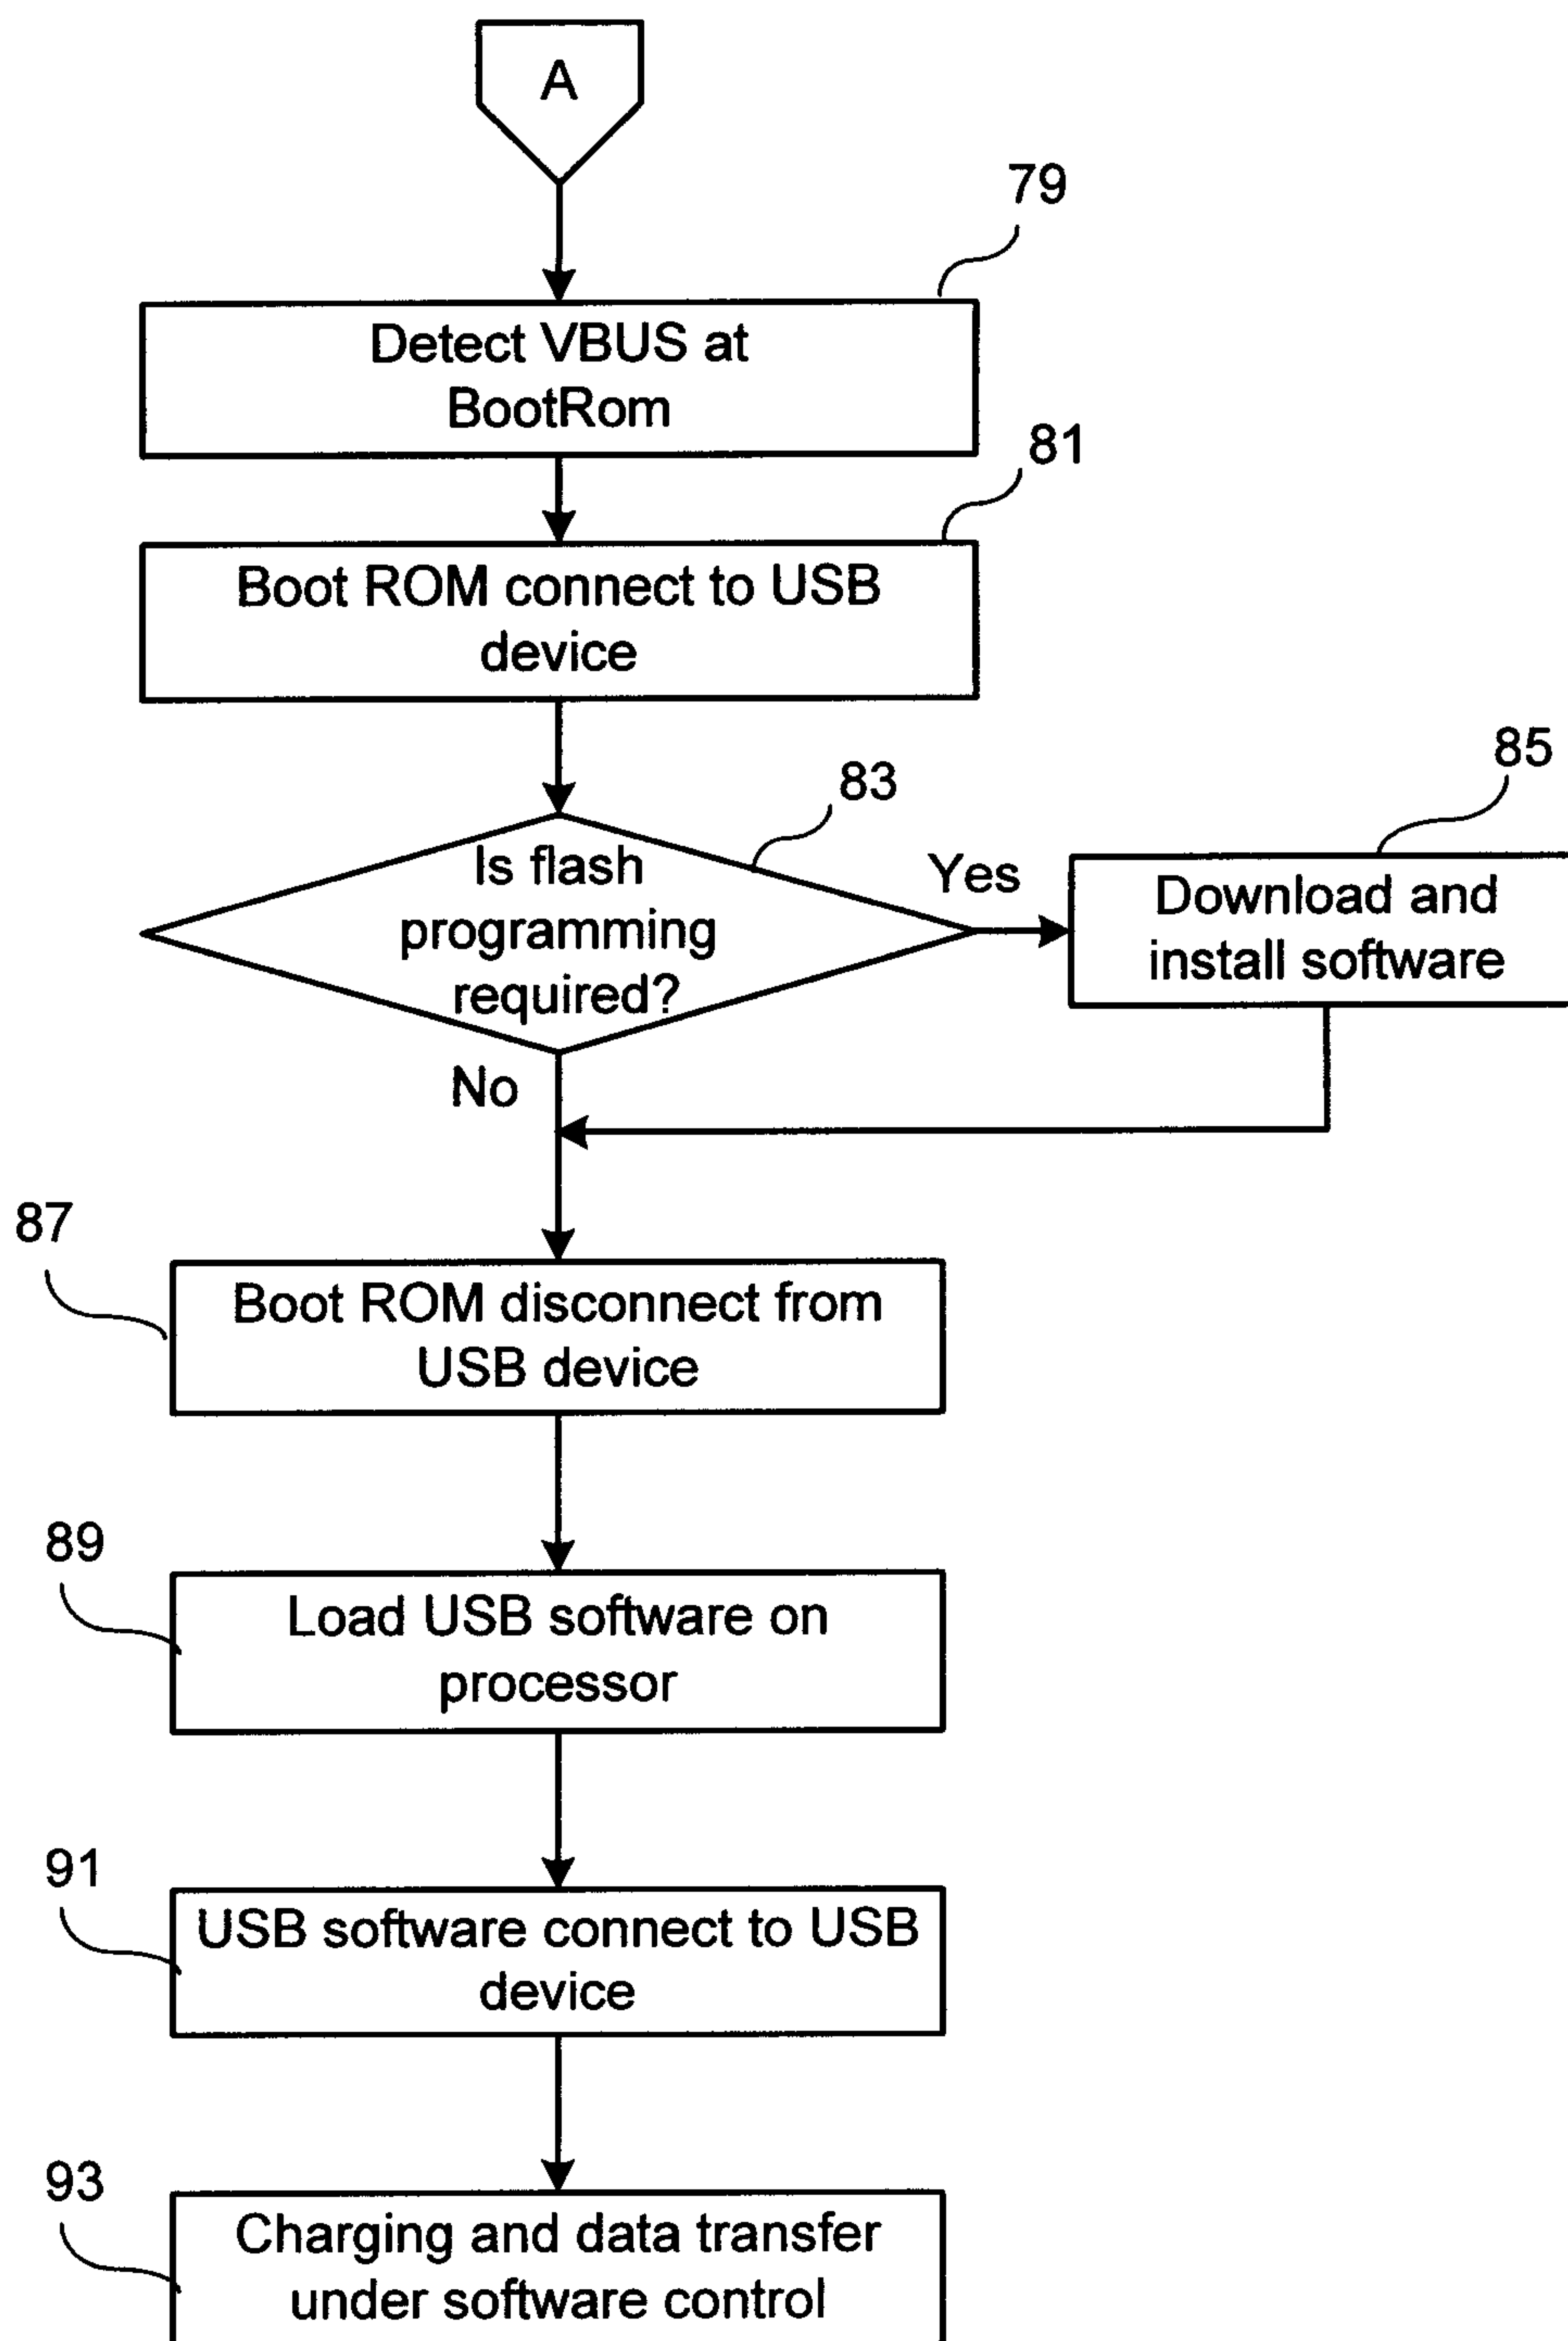 A
79
Detect VBUS at
BootRom
81
Boot ROM connect to USB
device
83
85
Is flash
programming
required?
Yes
Download and
install software
No
87
Boot ROM disconnect from
USB device
89
Load USB software on
processor
91
USB software connect to USB
device
93
Charging and data transfer
under software control